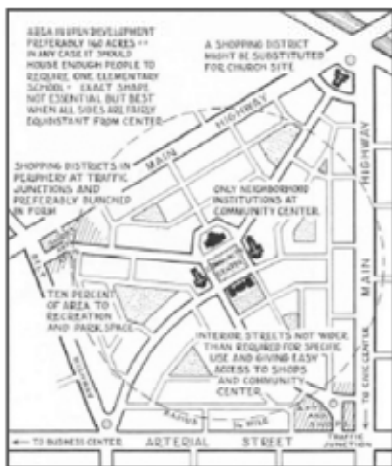 AREA IN OPEN DEVELOPMENT
PREFERABLY 160 ACRES
IN ANY CASE IT SHOULD
HOUSE ENOUGH PEOPLE TO
REQUIRE ONE ELEMENTARY
SCHOOL · EXACT SHAPE
NOT ESSENTIAL BUT BEST
WHEN ALL SIDES ARE FAIRLY
EQUIDISTANT FROM CENTER
A SHOPPING DISTRICT
MIGHT BE SUBSTITUTED
FOR CHURCH SITE
MAIN HIGHWAY
HIGHWAY
MAIN
SHOPPING DISTRICTS IN
PERIPHERY AT TRAFFIC
JUNCTIONS AND
PREFERABLY BUNCHED
IN FORM
ONLY NEIGHBORHOOD
INSTITUTIONS AT
COMMUNITY CENTER
TEN PERCENT
OF AREA TO
RECREATION
AND PARK SPACE
INTERIOR STREETS NOT WIDER
THAN REQUIRED FOR SPECIFIC
USE AND GIVING EASY
ACCESS TO SHOPS
AND COMMUNITY
CENTER
HIGHWAY
TO CIVIC CENTER
RADIUS
MILE
TO BUSINESS CENTER
ARTERIAL STREET
TRAFFIC
JUNCTION